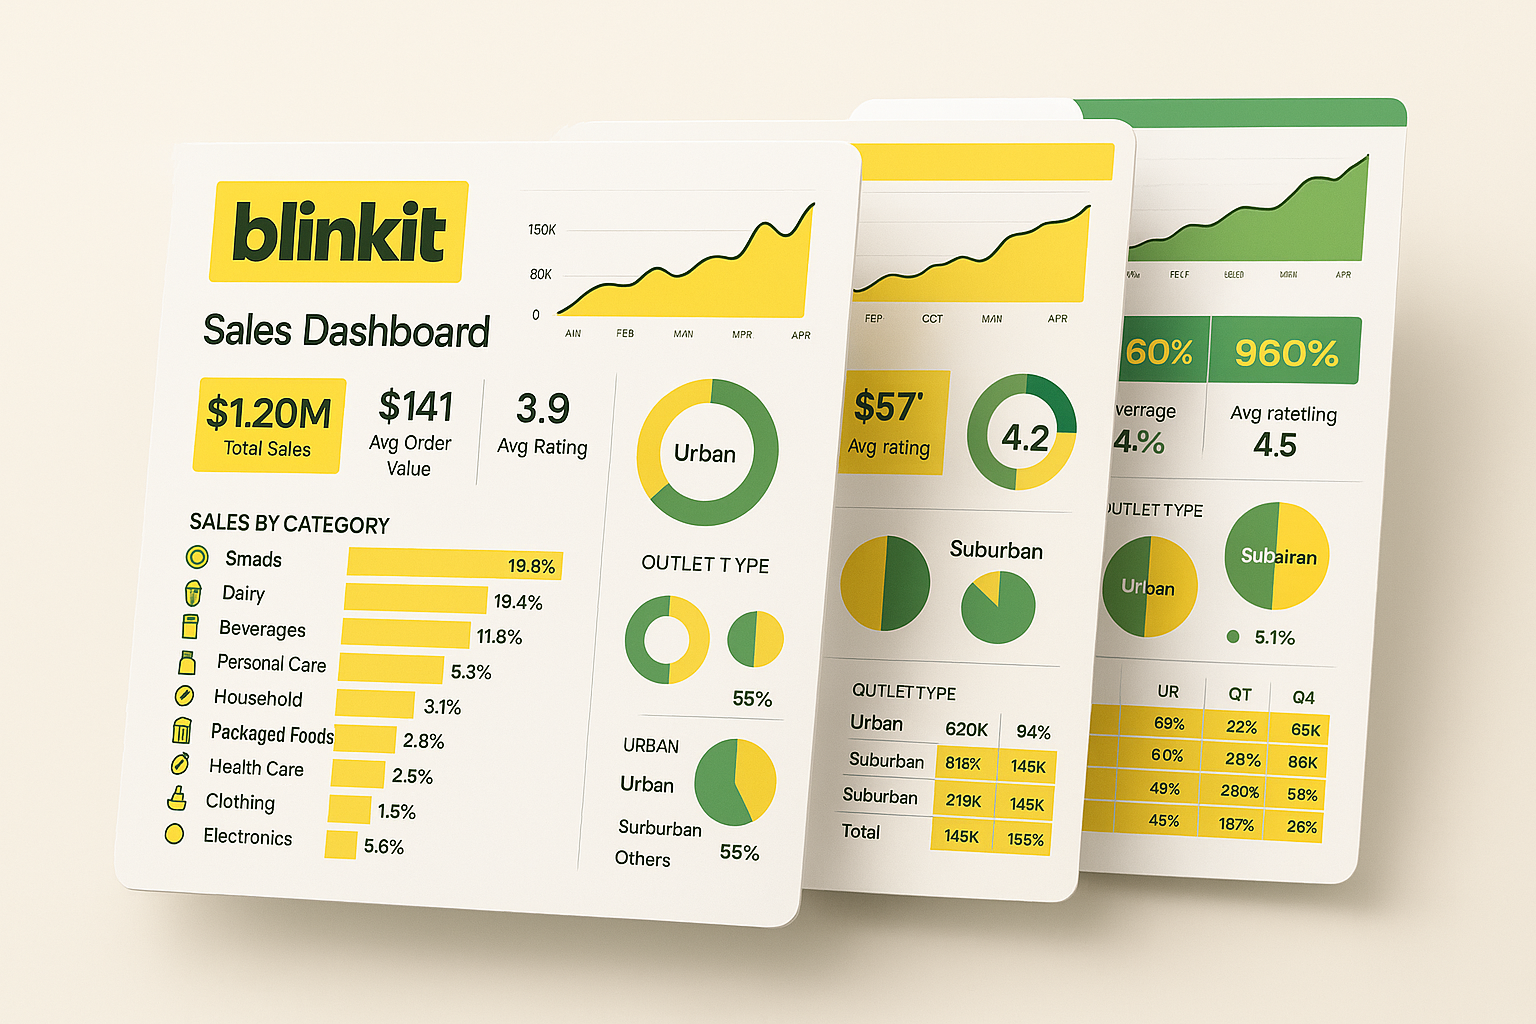 blinkit
Sales Dashboard
150K
80K
0
AIN FEB MAN MPR APR
$1.20M
Total Sales
$141
Avg Order
Value
3.9
Avg Rating
SALES BY CATEGORY
Smads 19.8%
Dairy 19.4%
Beverages 11.8%
Personal Care 5.3%
Household 3.1%
Packaged Foods 2.8%
Health Care 2.5%
Clothing 1.5%
Electronics 5.6%
Urban
OUTLET TYPE
55%
URBAN
Urban
Surburban
Others 55%
FEP CCT MAN APR
$57'
Avg rating
4.2
Suburban
QUTLETTYPE
Urban 620K 94%
Suburban 818% 145K
Suburban 219K 145K
Total 145K 155%
FECF APR
60% 960%
verrage
4.%
Avg ratetling
4.5
UTLET TYPE
Urban
Subairan
5.1%
UR QT Q4
69% 22% 65K
60% 28% 86K
49% 280% 58%
45% 187% 26%